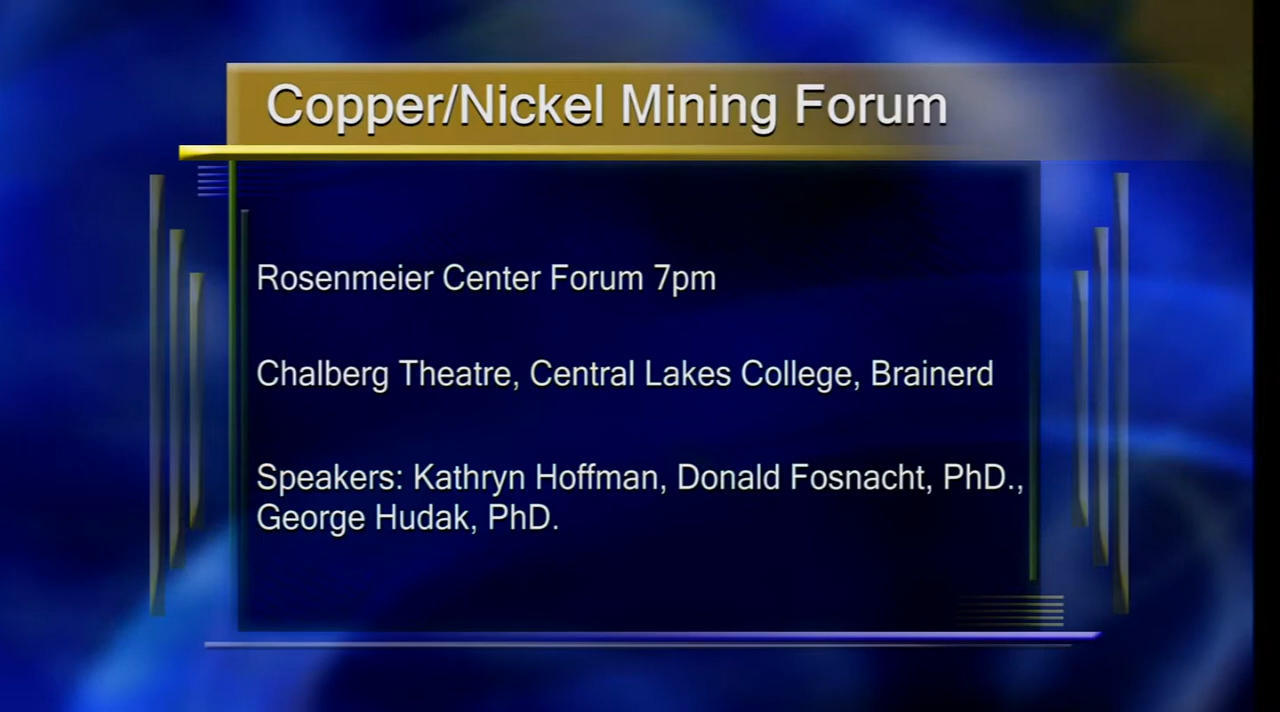 Copper/Nickel Mining Forum
Rosenmeier Center Forum 7pm
Chalberg Theatre, Central Lakes College, Brainerd
Speakers: Kathryn Hoffman, Donald Fosnacht, PhD.,
George Hudak, PhD.